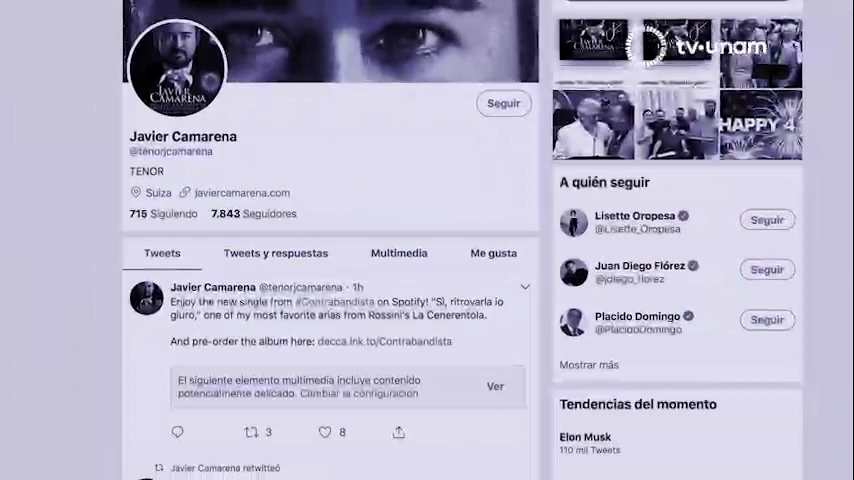 JAVIER
CAMARENA
Seguir
Javier Camarena
@tenorjcamarena
TENOR
Suiza javiercamarena.com
715 Siguiendo 7.843 Seguidores
Tweets Tweets y respuestas Multimedia Me gusta
Javier Camarena @tenorjcamarena · 1h
Enjoy the new single from #Contrabandista on Spotify! "Sì, ritrovarla io
giuro," one of my most favorite arias from Rossini's La Cenerentola.
And pre-order the album here: decca.lnk.to/Contrabandista
El siguiente elemento multimedia incluye contenido
potencialmente delicado. Cambiar la configuración
Ver
3 8
Javier Camarena retwitteó
tv·unam
JAVIER
CAMARENA
HAPPY 4
A quién seguir
Lisette Oropesa
@Lisette_Oropesa
Seguir
Juan Diego Flórez
@jdiego_florez
Seguir
Placido Domingo
@PlacidoDomingo
Seguir
Mostrar más
Tendencias del momento
Elon Musk
110 mil Tweets